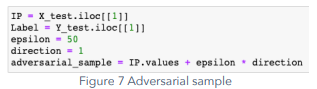 IP = X_test.iloc[[1]]
Label = Y_test.iloc[[1]]
epsilon = 50
direction = 1
adversarial_sample = IP.values + epsilon * direction
Figure 7 Adversarial sample